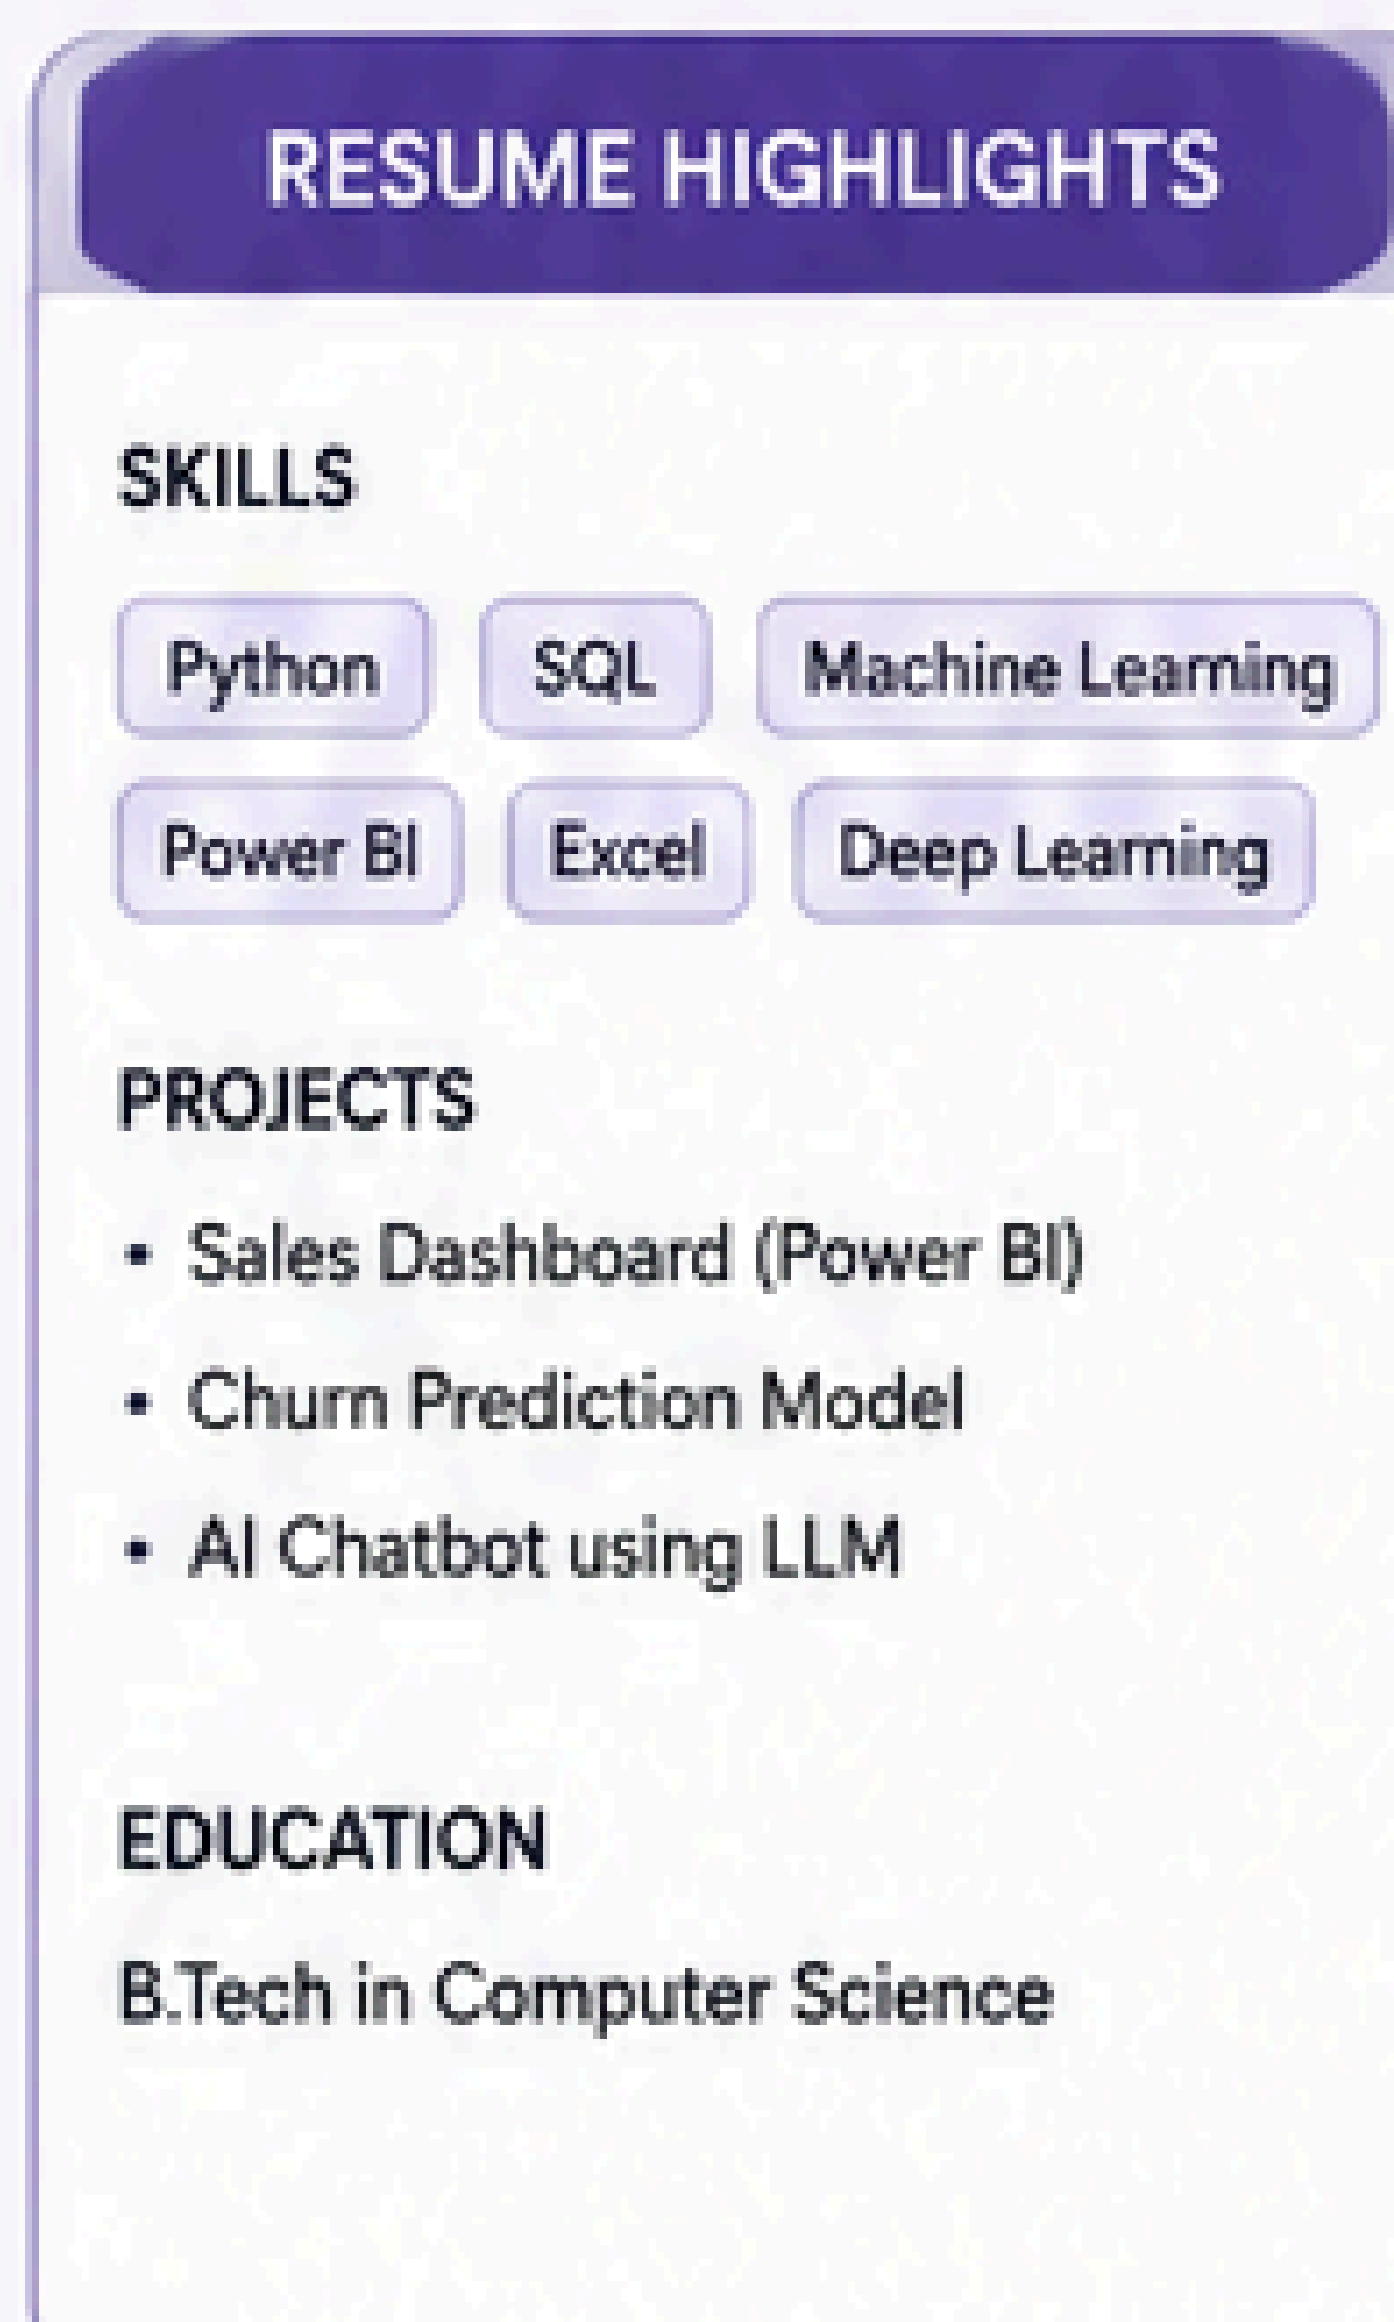 RESUME HIGHLIGHTS
SKILLS
Python SQL Machine Learning
Power BI Excel Deep Learning
PROJECTS
• Sales Dashboard (Power BI)
• Churn Prediction Model
• AI Chatbot using LLM
EDUCATION
B.Tech in Computer Science